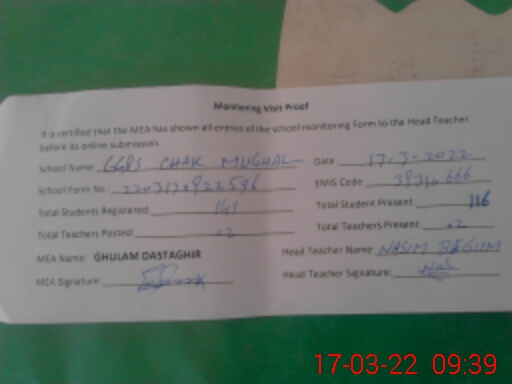 Monitoring Visit Proof
It is certified that the MEA has shown all entries of the school monitoring Form to the Head Teacher
before its online submission.
School Name: GGPS CHAK MUGHAL Date: 17-3-2022
School Form No: EMIS Code:
Total Students Registered: 141 Total Student Present: 116
Total Teachers Posted: 02 Total Teachers Present: 02
MEA Name: GHULAM DASTAGHIR Head Teacher Name: NASIM BEGUM
MEA Signature: Head Teacher Signature:
17-03-22 09:39